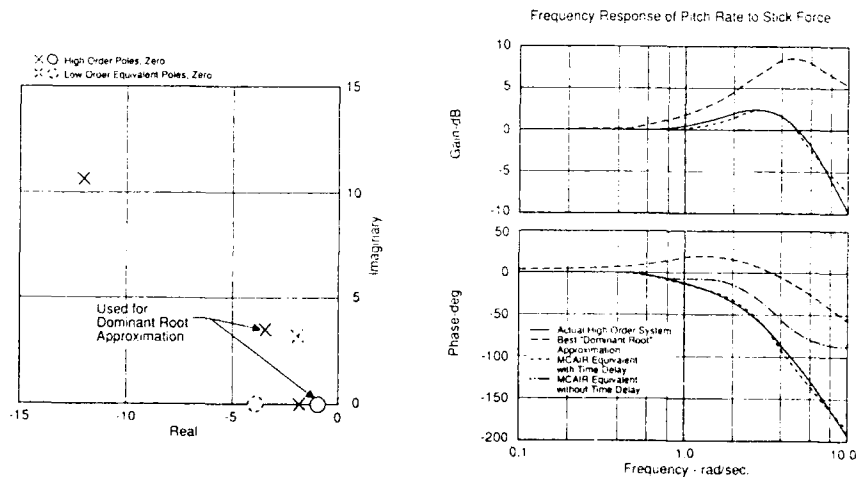 Frequency Response of Pitch Rate to Stick Force
High Order Poles, Zero
Low Order Equivalent Poles, Zero
15
10
5
0
Imaginary
Used for
Dominant Root
Approximation
-15
-10
-5
0
Real
10
5
0
-5
-10
Gain-dB
50
0
-50
-100
-150
-200
Phase-deg
Actual High Order System
Best "Dominant Root"
Approximation
MCAIR Equivalent
with Time Delay
MCAIR Equivalent
without Time Delay
0.1
1.0
10.0
Frequency - rad/sec.